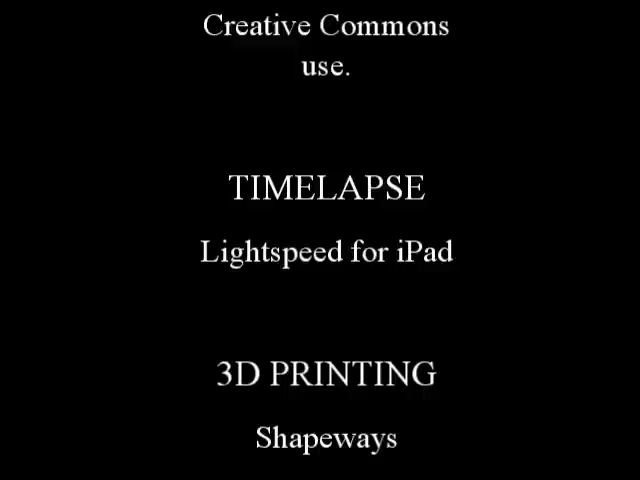 Creative Commons
use.
TIMELAPSE
Lightspeed for iPad
3D PRINTING
Shapeways